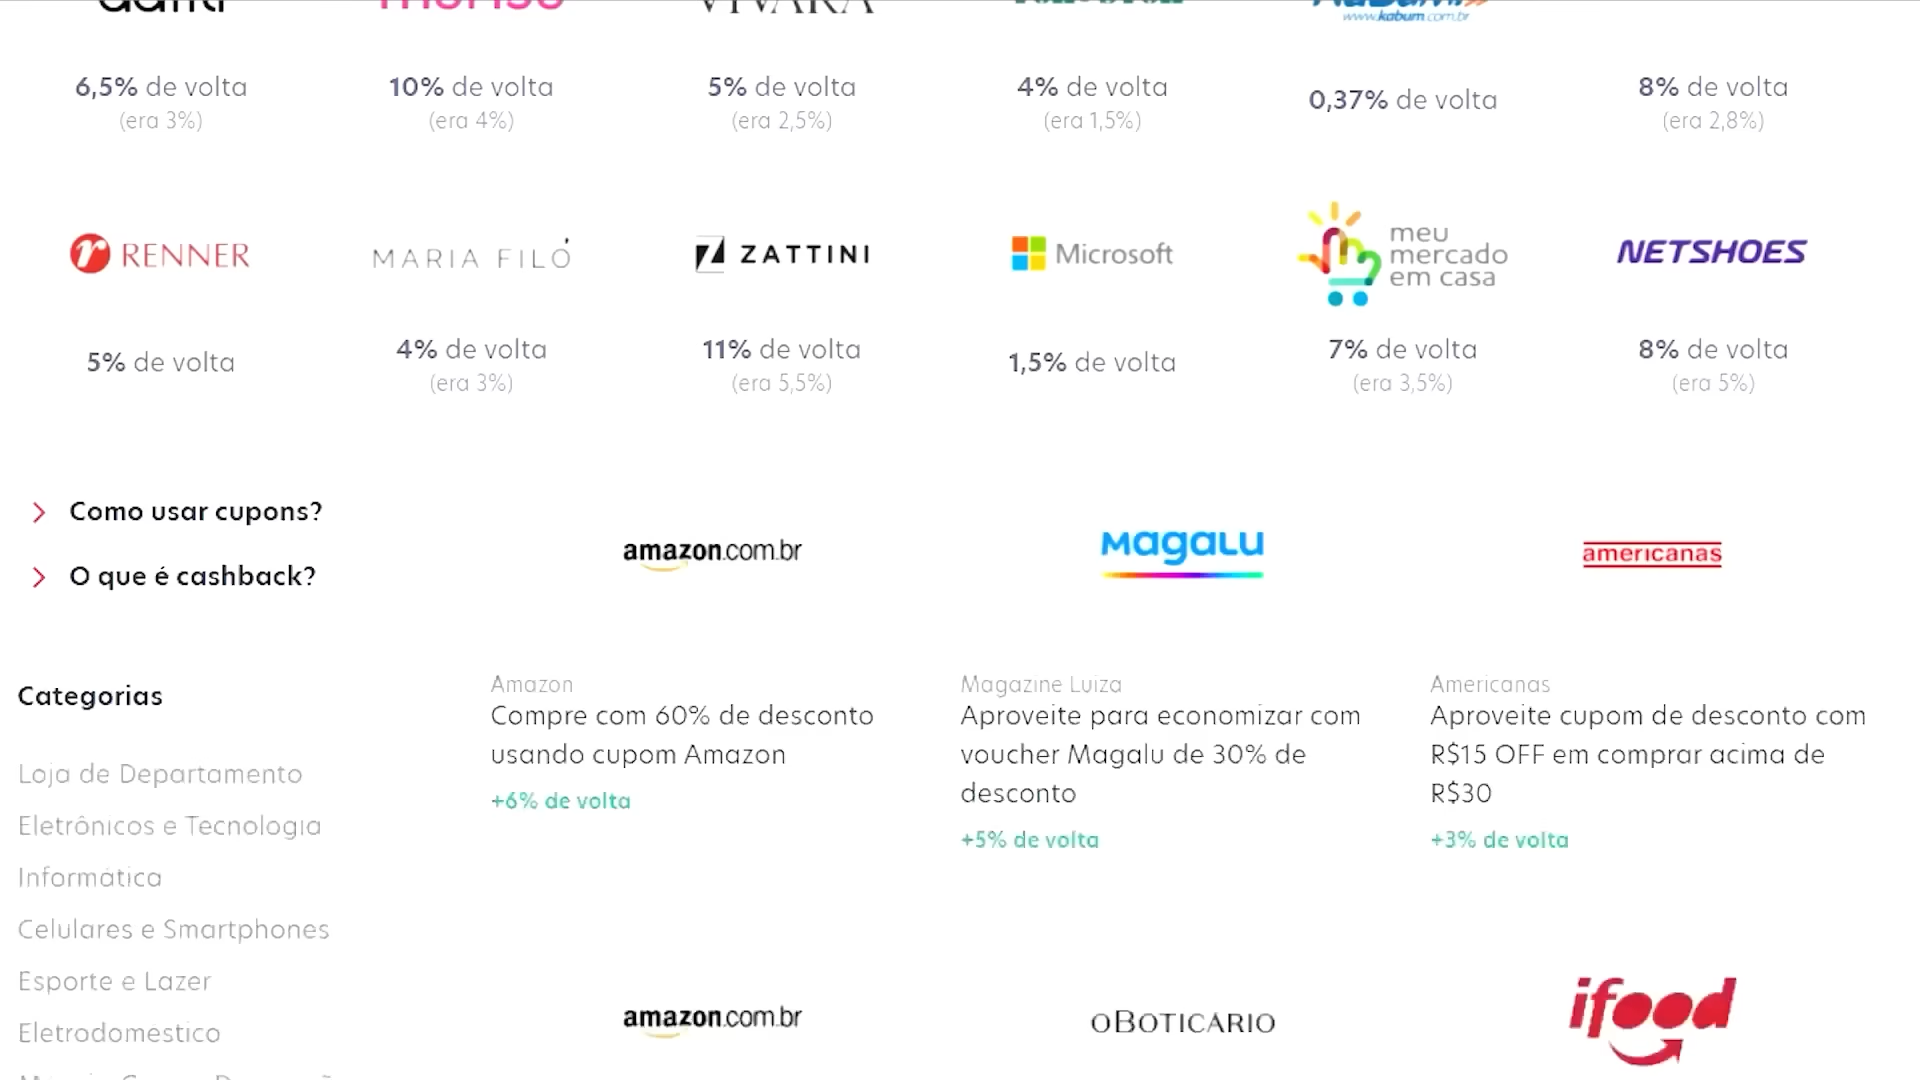 VIVARA
www.kabum.com.br
6,5% de volta
(era 3%)
10% de volta
(era 4%)
5% de volta
(era 2,5%)
4% de volta
(era 1,5%)
0,37% de volta
8% de volta
(era 2,8%)
RENNER
MARIA FILÓ
ZATTINI
Microsoft
meu
mercado
em casa
NETSHOES
5% de volta
4% de volta
(era 3%)
11% de volta
(era 5,5%)
1,5% de volta
7% de volta
(era 3,5%)
8% de volta
(era 5%)
Como usar cupons?
O que é cashback?
Categorias
Loja de Departamento
Eletrônicos e Tecnologia
Informática
Celulares e Smartphones
Esporte e Lazer
Eletrodomestico
amazon.com.br
Amazon
Compre com 60% de desconto
usando cupom Amazon
+6% de volta
Magalu
Magazine Luiza
Aproveite para economizar com
voucher Magalu de 30% de
desconto
+5% de volta
americanas
Americanas
Aproveite cupom de desconto com
R$15 OFF em comprar acima de
R$30
+3% de volta
amazon.com.br
oBOTICÁRIO
ifood